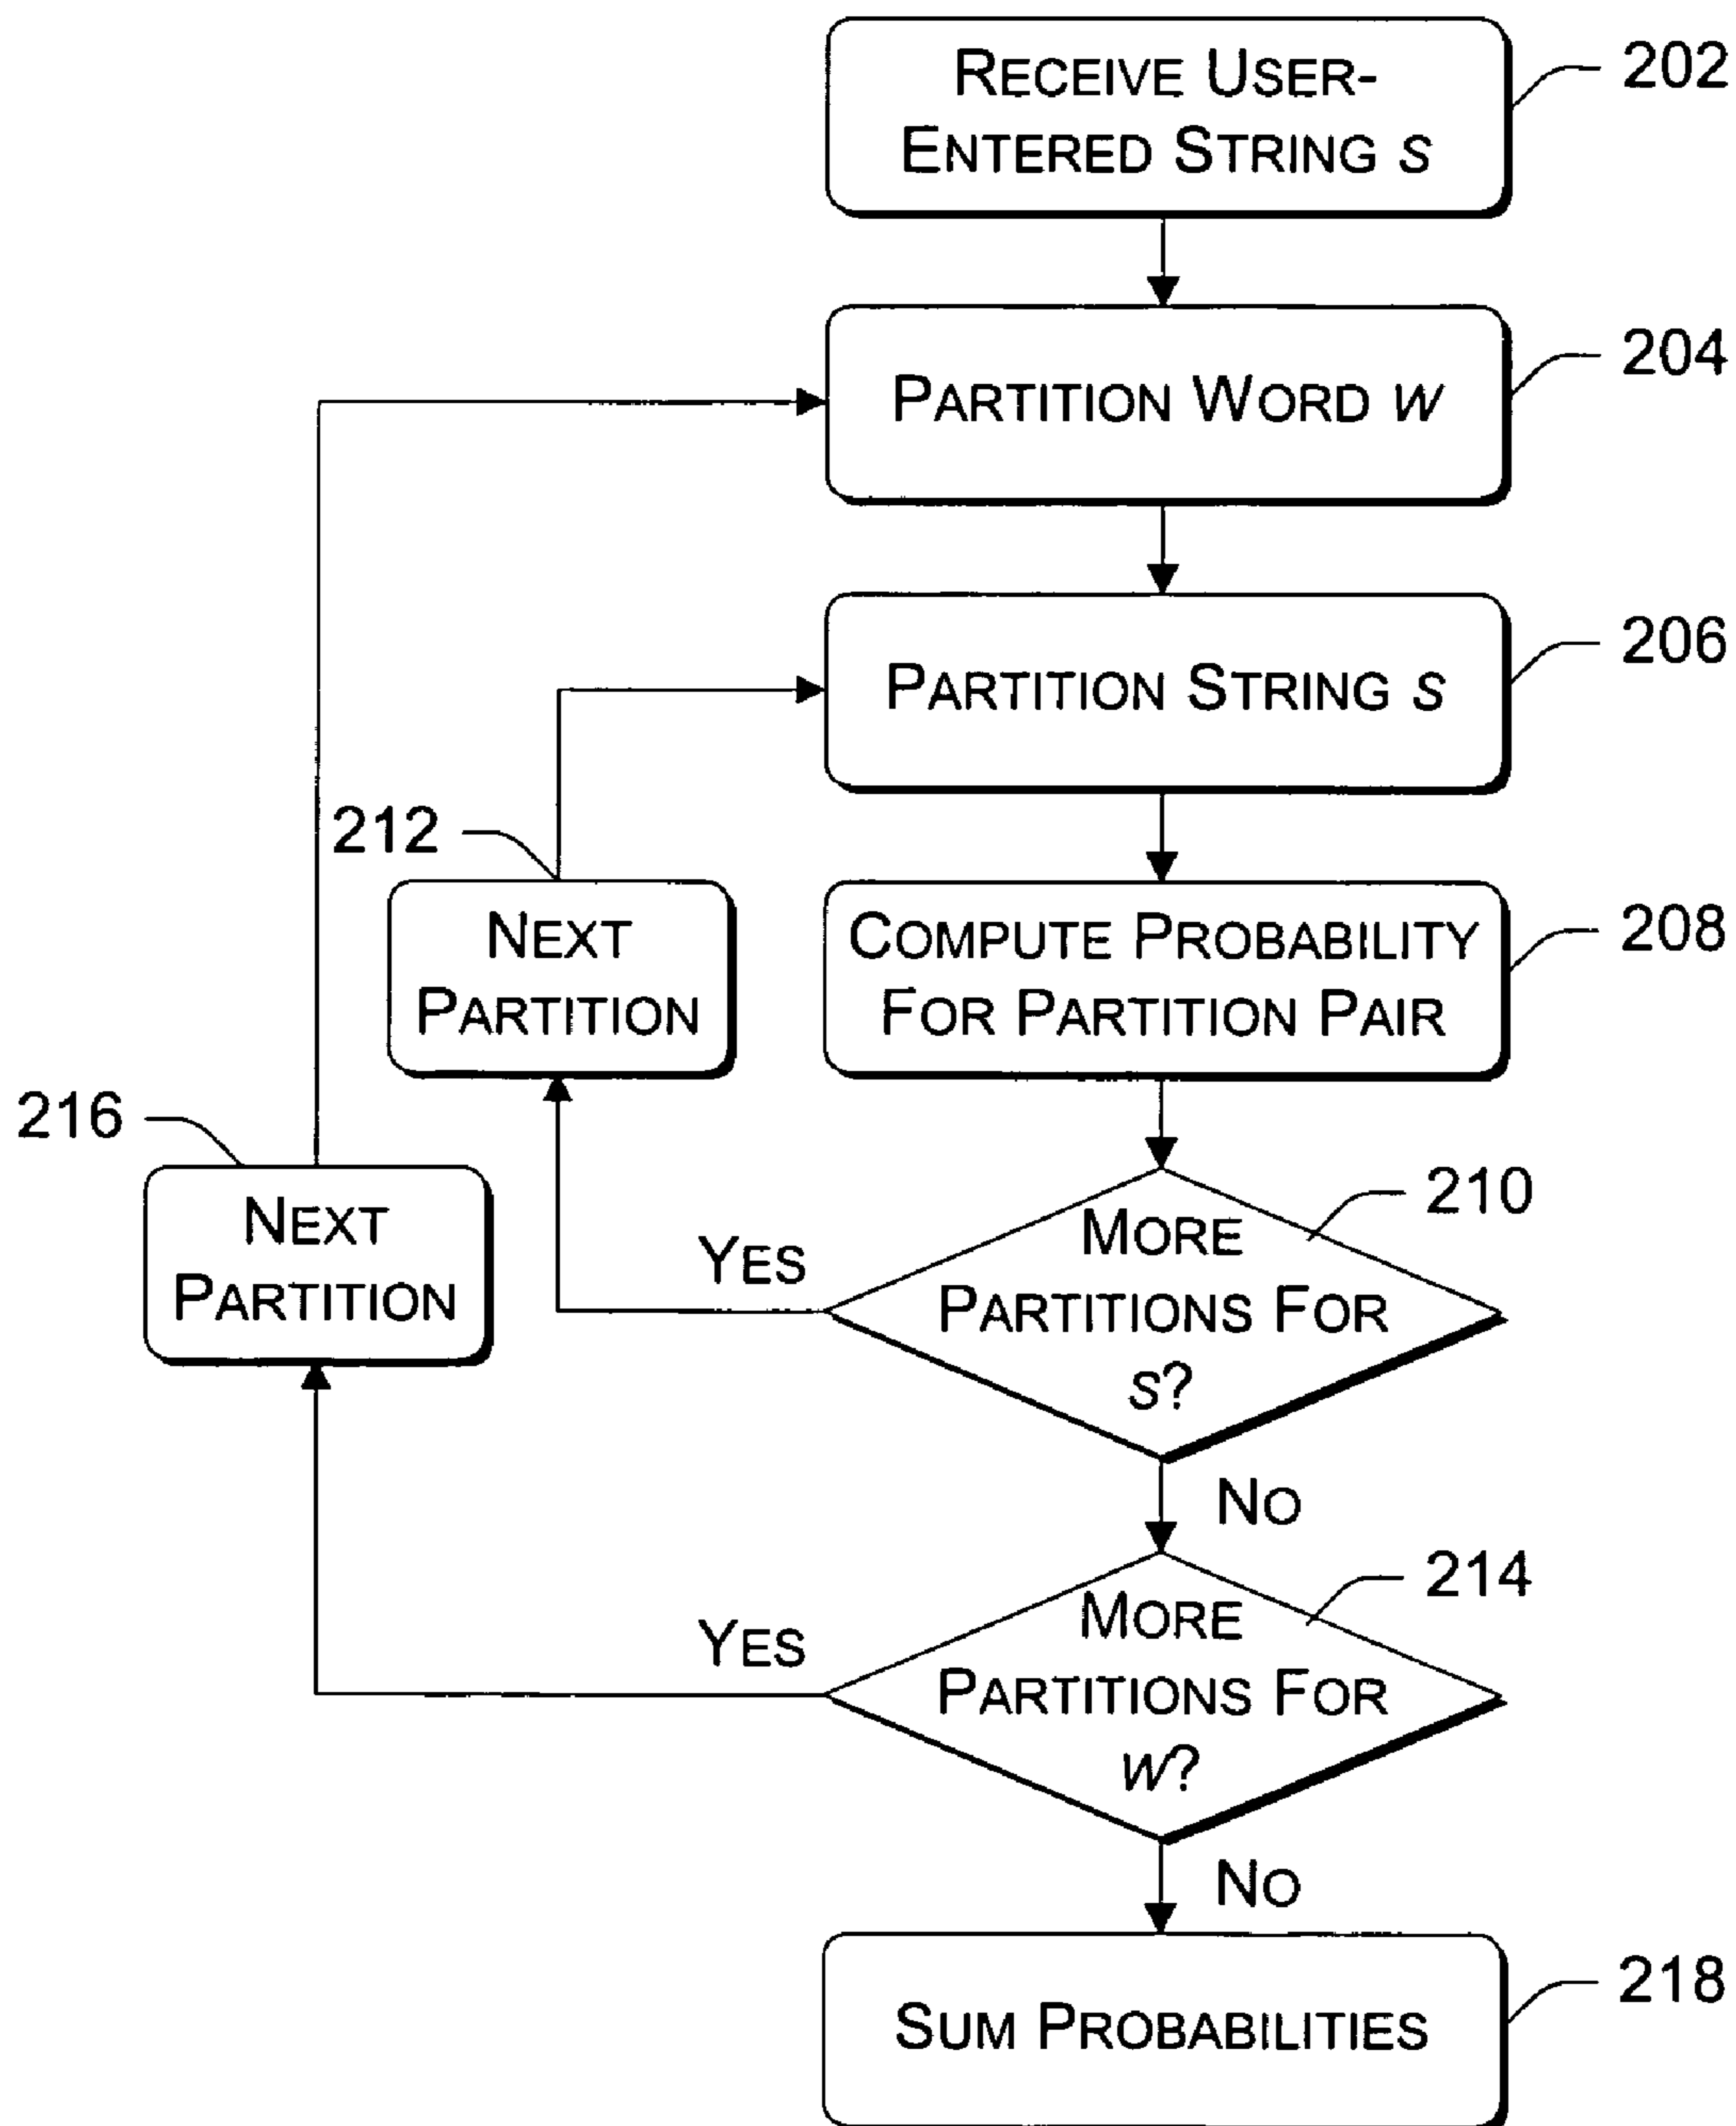 RECEIVE USER-
ENTERED STRING s
202
PARTITION WORD w
204
PARTITION STRING s
206
212
NEXT
PARTITION
COMPUTE PROBABILITY
FOR PARTITION PAIR
208
216
NEXT
PARTITION
YES
MORE
PARTITIONS FOR
s?
210
NO
YES
MORE
PARTITIONS FOR
w?
214
NO
SUM PROBABILITIES
218